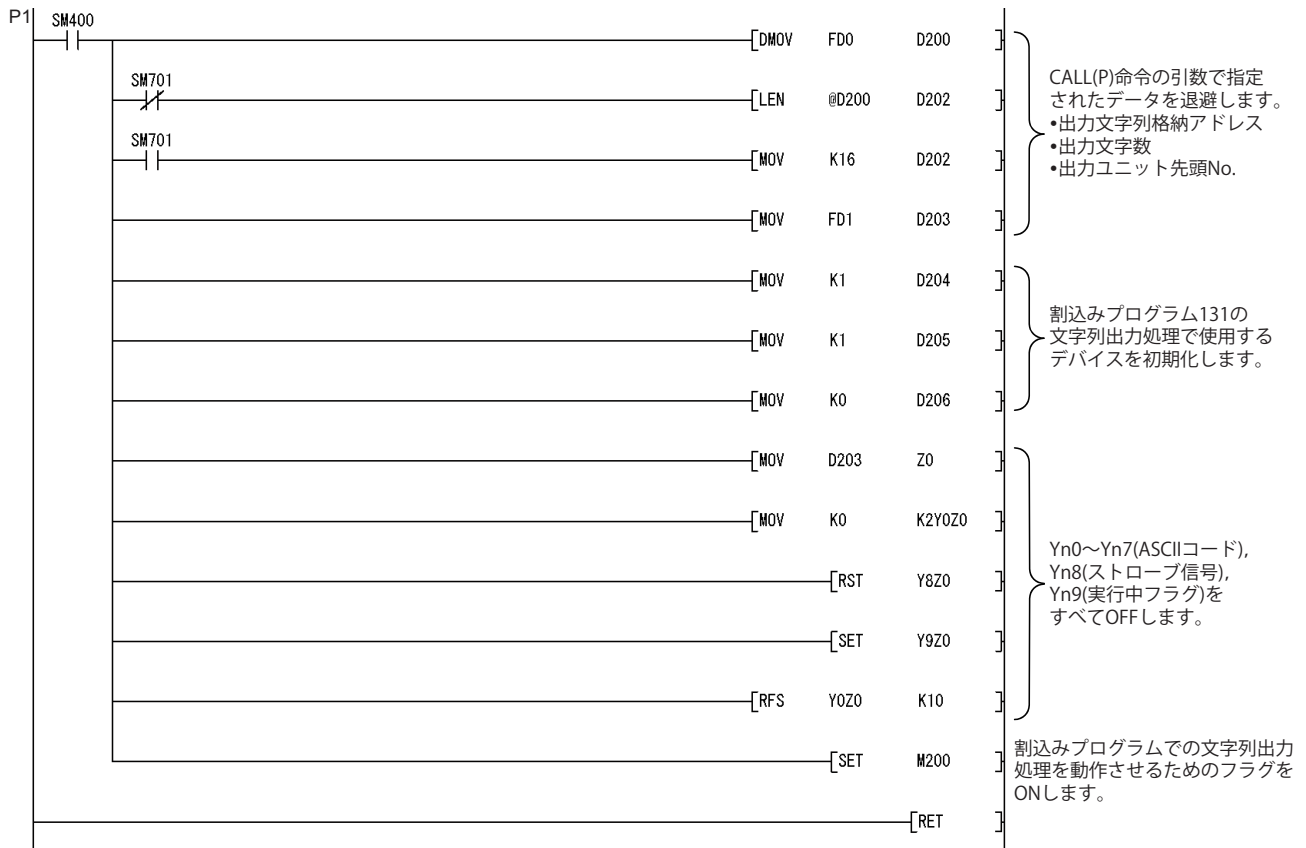 P1
SM400
DMOV FD0 D200
SM701
LEN @D200 D202
SM701
MOV K16 D202
MOV FD1 D203
CALL(P)命令の引数で指定
されたデータを退避します。
•出力文字列格納アドレス
•出力文字数
•出力ユニット先頭No.
MOV K1 D204
MOV K1 D205
MOV K0 D206
割込みプログラム131の
文字列出力処理で使用する
デバイスを初期化します。
MOV D203 Z0
MOV K0 K2Y0Z0
RST Y8Z0
SET Y9Z0
RFS Y0Z0 K10
Yn0～Yn7(ASCIIコード),
Yn8(ストローブ信号),
Yn9(実行中フラグ)を
すべてOFFします。
SET M200
割込みプログラムでの文字列出力
処理を動作させるためのフラグを
ONします。
RET